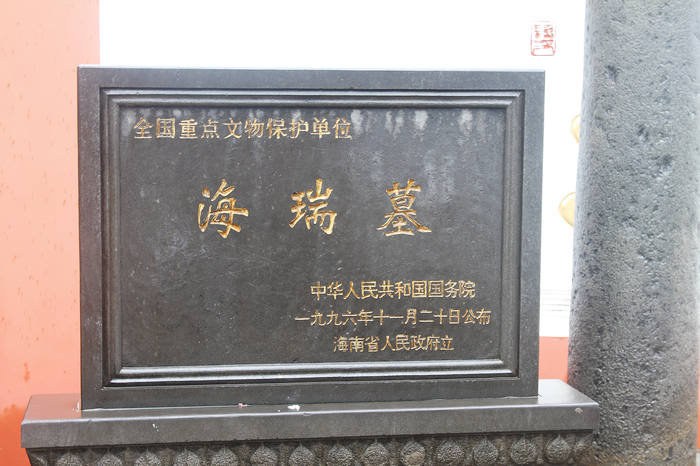 全国重点文物保护单位
海瑞墓
中华人民共和国国务院
一九九六年十一月二十日公布
海南省人民政府立